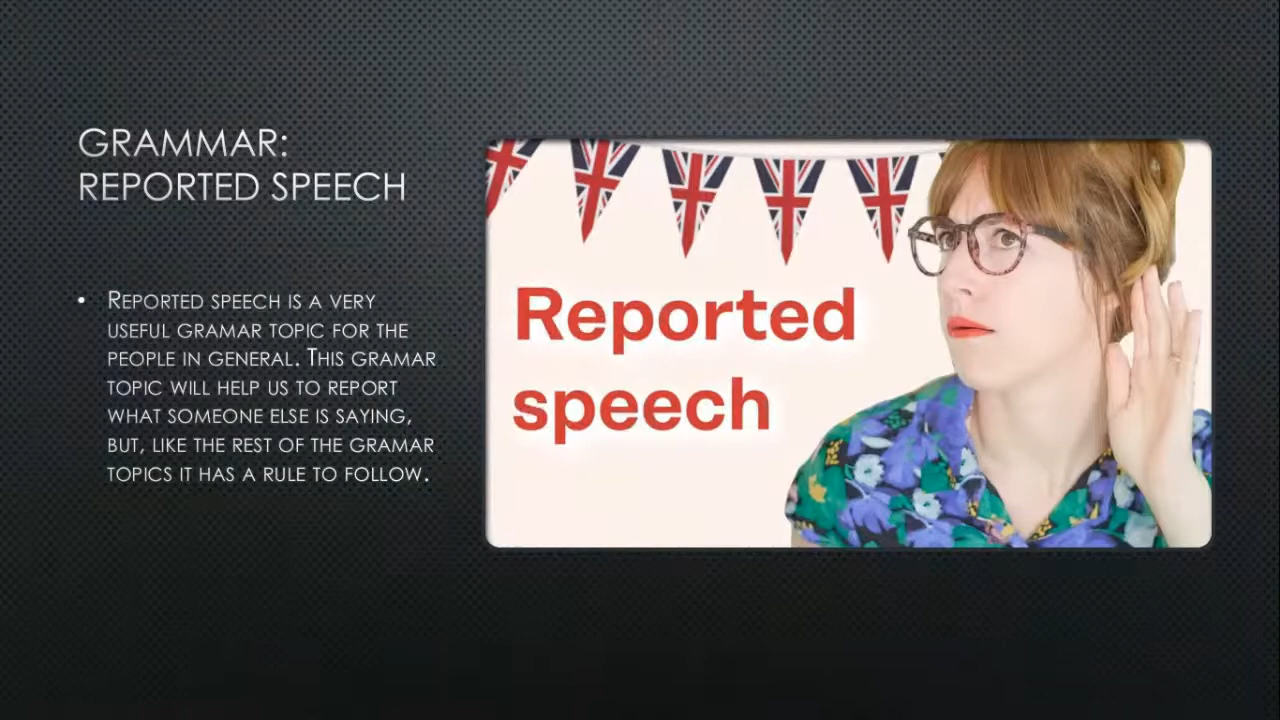 GRAMMAR:
REPORTED SPEECH
• REPORTED SPEECH IS A VERY
USEFUL GRAMAR TOPIC FOR THE
PEOPLE IN GENERAL. THIS GRAMAR
TOPIC WILL HELP US TO REPORT
WHAT SOMEONE ELSE IS SAYING,
BUT, LIKE THE REST OF THE GRAMAR
TOPICS IT HAS A RULE TO FOLLOW.
Reported
speech